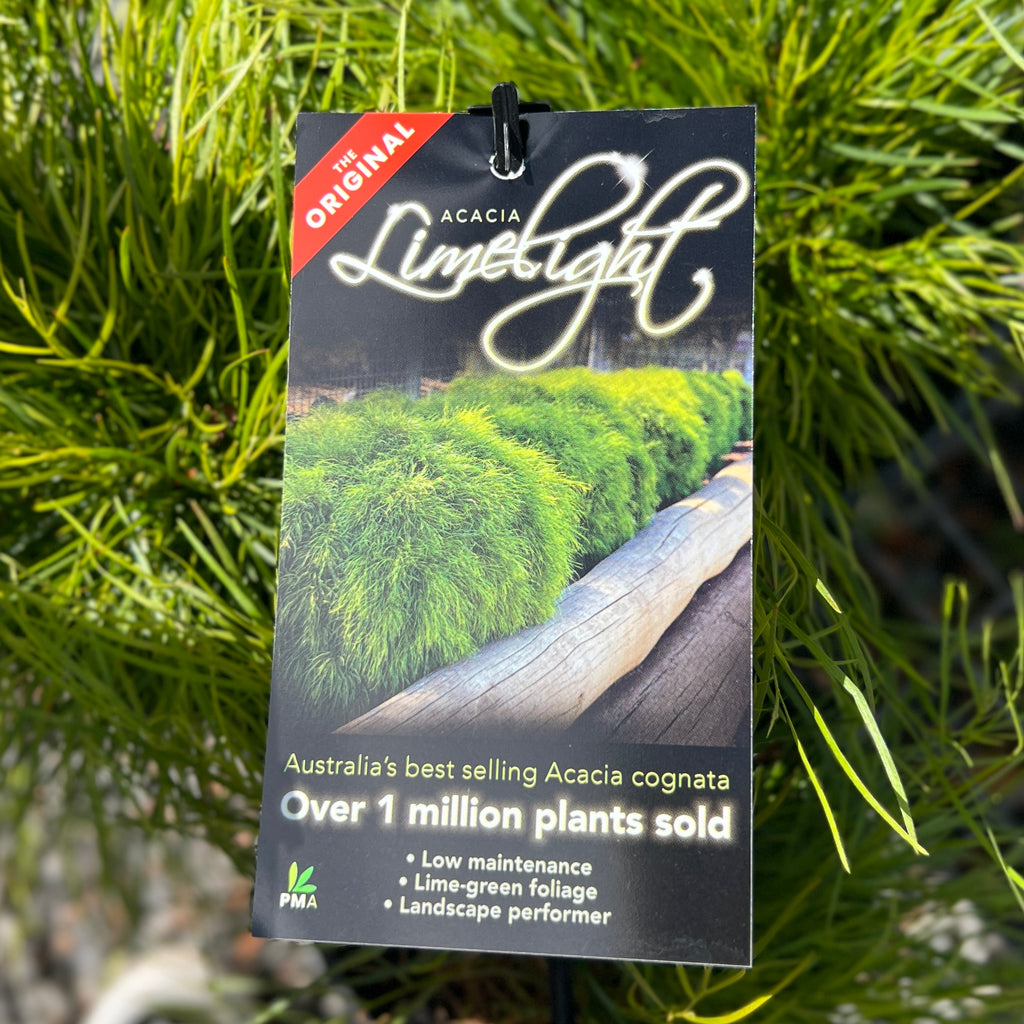 THE
ORIGINAL
ACACIA
Limelight
Australia's best selling Acacia cognata
Over 1 million plants sold
• Low maintenance
• Lime-green foliage
• Landscape performer
PMA